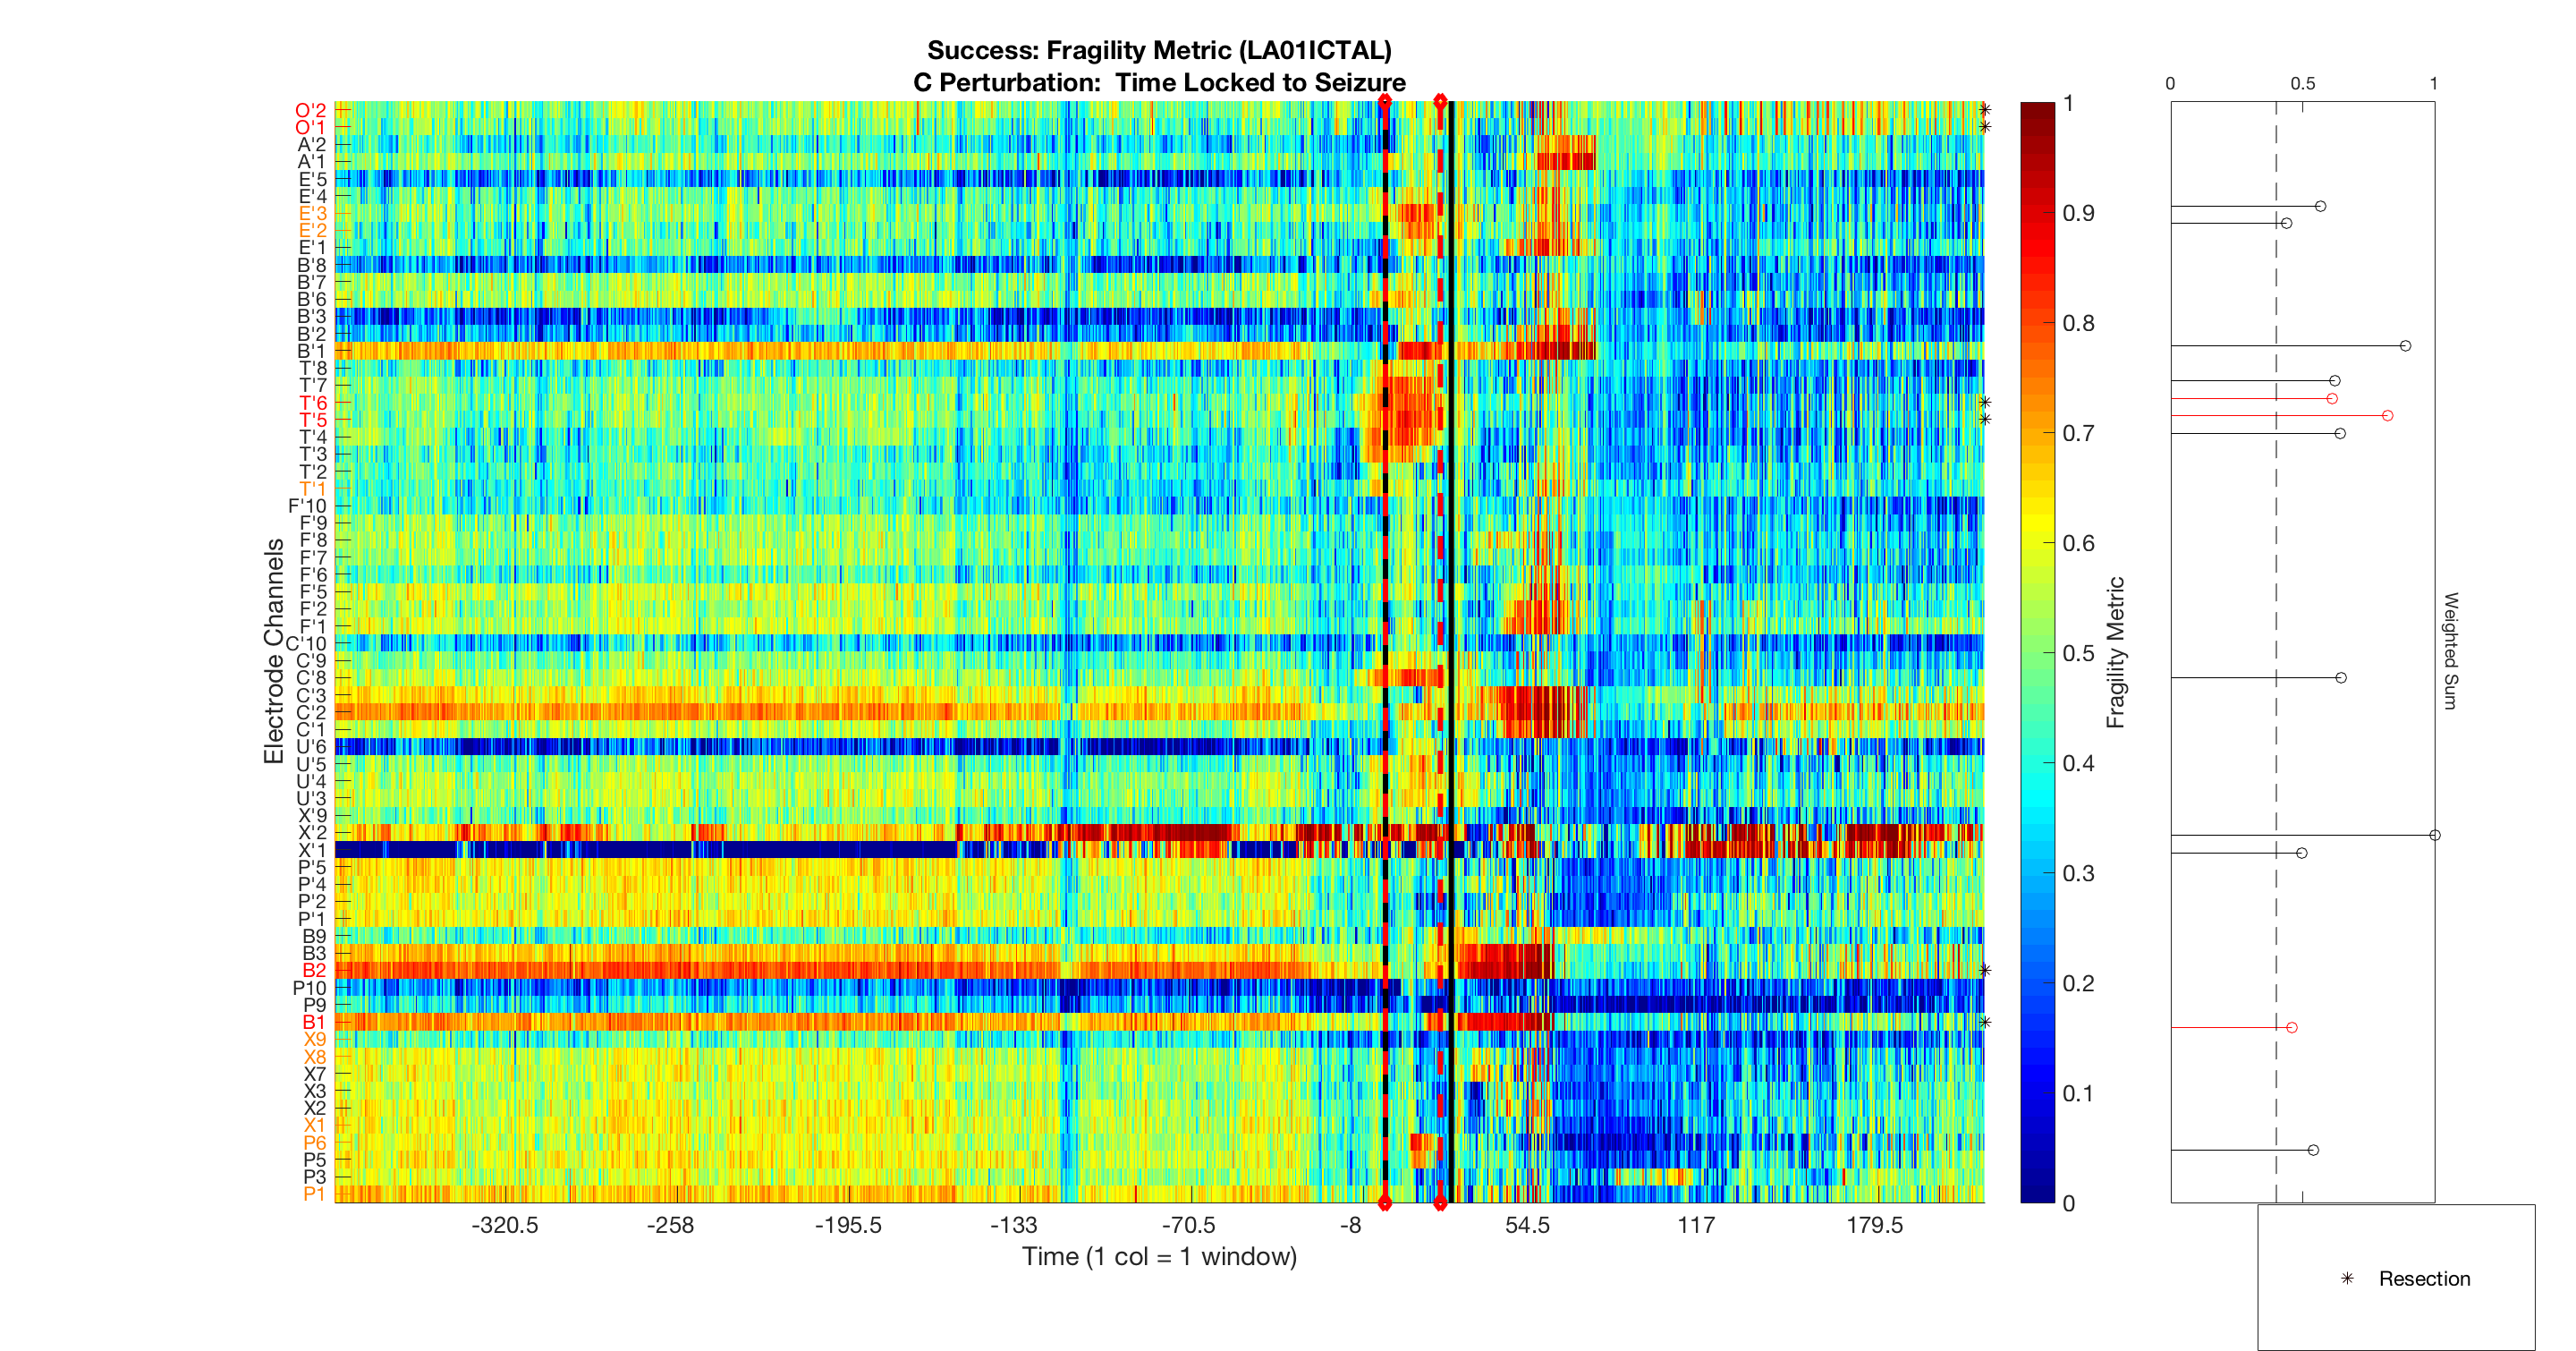 Success: Fragility Metric (LA01ICTAL)
C Perturbation: Time Locked to Seizure
Electrode Channels
O'2
O'1
A'2
A'1
E'5
E'4
E'3
E'2
E'1
B'8
B'7
B'6
B'3
B'2
B'1
T'8
T'7
T'6
T'5
T'4
T'3
T'2
T'1
F'10
F'9
F'8
F'7
F'6
F'5
F'2
F'1
C'10
C'9
C'8
C'3
C'2
C'1
U'6
U'5
U'4
U'3
X'9
X'2
X'1
P'5
P'4
P'2
P'1
B9
B3
B2
P10
P9
B1
X9
X8
X7
X3
X2
X1
P6
P5
P3
P1
-320.5 -258 -195.5 -133 -70.5 -8 54.5 117 179.5
Time (1 col = 1 window)
1
0.9
0.8
0.7
0.6
0.5
0.4
0.3
0.2
0.1
0
Fragility Metric
0 0.5 1
Weighted Sum
Resection